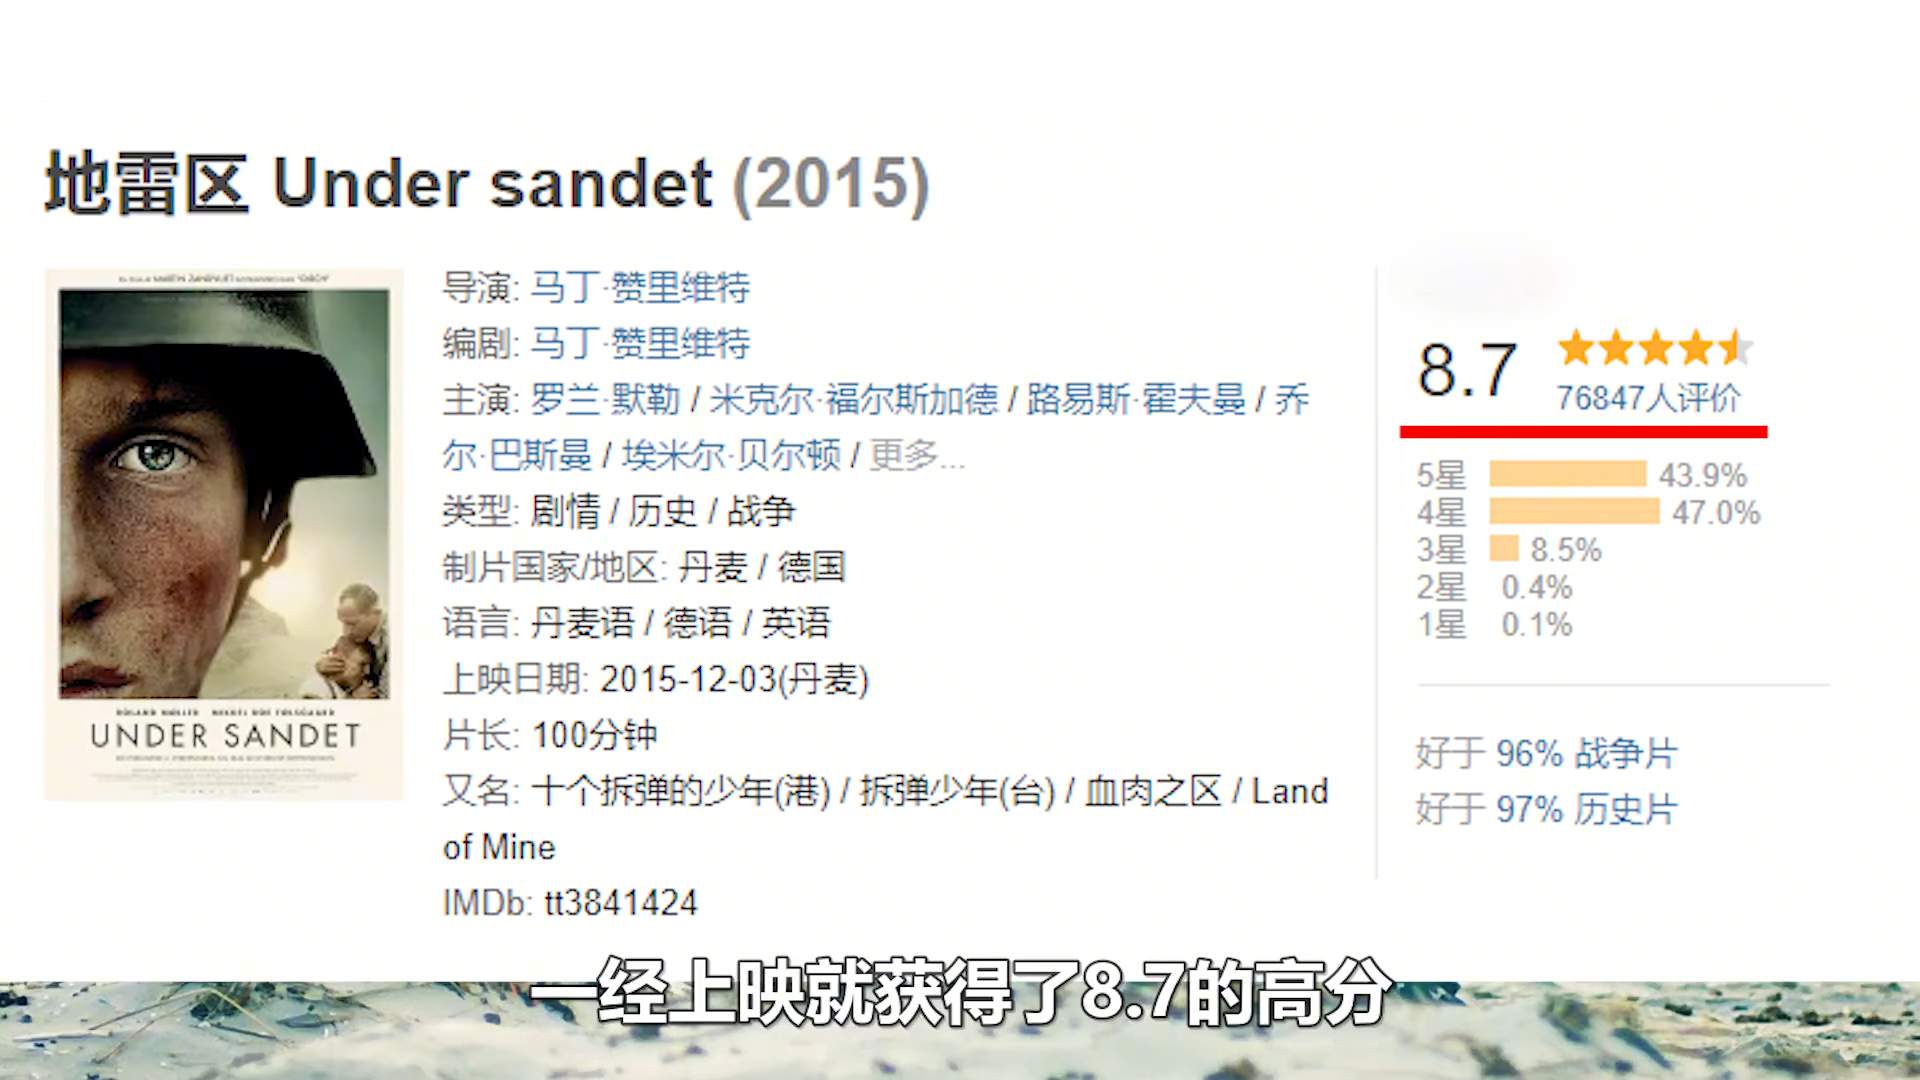 地雷区 Under sandet (2015)
导演: 马丁·赞里维特
编剧: 马丁·赞里维特
主演: 罗兰·默勒 / 米克尔·福尔斯加德 / 路易斯·霍夫曼 / 乔
尔·巴斯曼 / 埃米尔·贝尔顿 / 更多...
类型: 剧情 / 历史 / 战争
制片国家/地区: 丹麦 / 德国
语言: 丹麦语 / 德语 / 英语
上映日期: 2015-12-03(丹麦)
片长: 100分钟
又名: 十个拆弹的少年(港) / 拆弹少年(台) / 血肉之区 / Land
of Mine
IMDb: tt3841424
8.7
76847人评价
5星 43.9%
4星 47.0%
3星 8.5%
2星 0.4%
1星 0.1%
好于 96% 战争片
好于 97% 历史片
ROLAND MØLLER MIKKEL BOE FØLSGAARD
UNDER SANDET
一经上映就获得了8.7的高分